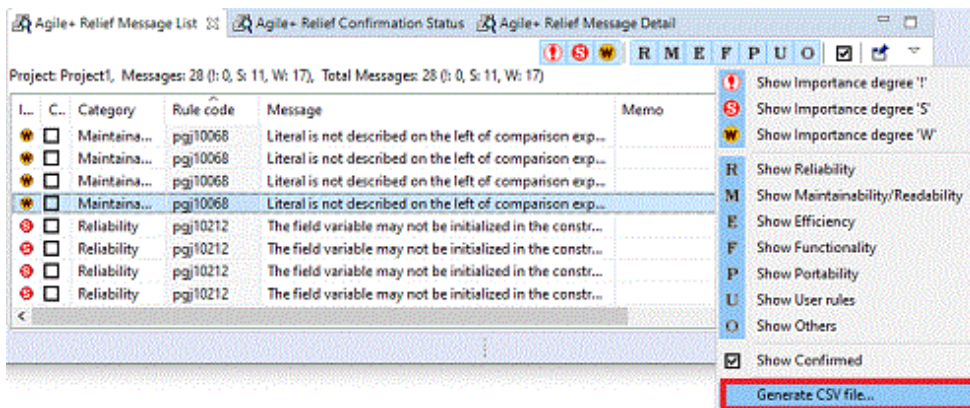 Agile+ Relief Message List Agile+ Relief Confirmation Status Agile+ Relief Message Detail
! S W R M E F P U O
Project: Project1, Messages: 28 (!: 0, S: 11, W: 17), Total Messages: 28 (!: 0, S: 11, W: 17)
I... C... Category Rule code Message Memo
W Maintaina... pgj10068 Literal is not described on the left of comparison exp...
W Maintaina... pgj10068 Literal is not described on the left of comparison exp...
W Maintaina... pgj10068 Literal is not described on the left of comparison exp...
W Maintaina... pgj10068 Literal is not described on the left of comparison exp...
S Reliability pgj10212 The field variable may not be initialized in the constr...
S Reliability pgj10212 The field variable may not be initialized in the constr...
S Reliability pgj10212 The field variable may not be initialized in the constr...
S Reliability pgj10212 The field variable may not be initialized in the constr...
! Show Importance degree '!'
S Show Importance degree 'S'
W Show Importance degree 'W'
R Show Reliability
M Show Maintainability/Readability
E Show Efficiency
F Show Functionality
P Show Portability
U Show User rules
O Show Others
Show Confirmed
Generate CSV file...